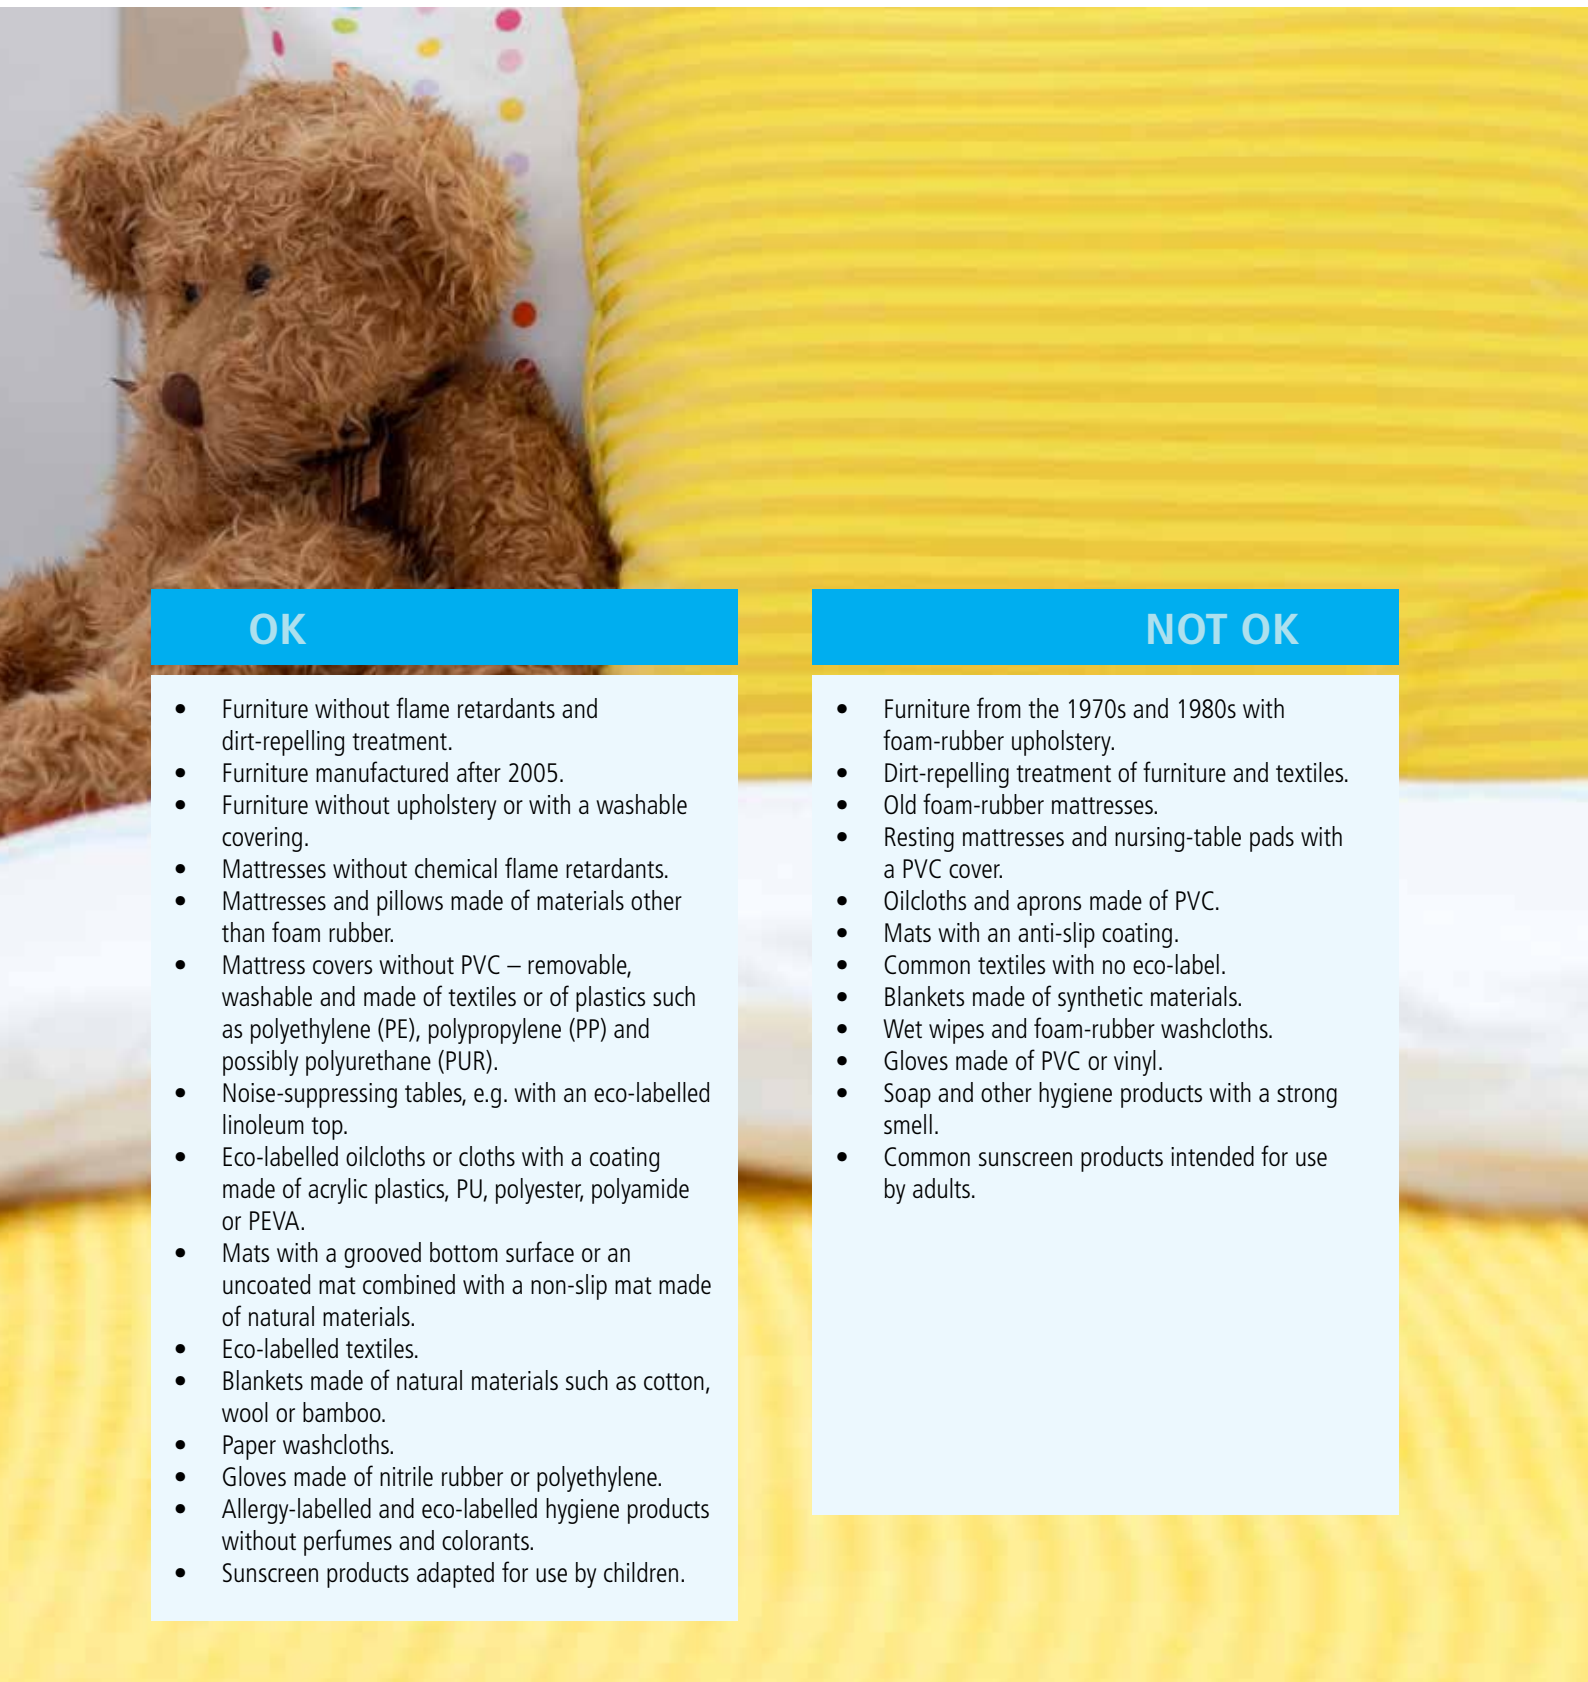 OK
• Furniture without flame retardants and
dirt-repelling treatment.
• Furniture manufactured after 2005.
• Furniture without upholstery or with a washable
covering.
• Mattresses without chemical flame retardants.
• Mattresses and pillows made of materials other
than foam rubber.
• Mattress covers without PVC – removable,
washable and made of textiles or of plastics such
as polyethylene (PE), polypropylene (PP) and
possibly polyurethane (PUR).
• Noise-suppressing tables, e.g. with an eco-labelled
linoleum top.
• Eco-labelled oilcloths or cloths with a coating
made of acrylic plastics, PU, polyester, polyamide
or PEVA.
• Mats with a grooved bottom surface or an
uncoated mat combined with a non-slip mat made
of natural materials.
• Eco-labelled textiles.
• Blankets made of natural materials such as cotton,
wool or bamboo.
• Paper washcloths.
• Gloves made of nitrile rubber or polyethylene.
• Allergy-labelled and eco-labelled hygiene products
without perfumes and colorants.
• Sunscreen products adapted for use by children.
NOT OK
• Furniture from the 1970s and 1980s with
foam-rubber upholstery.
• Dirt-repelling treatment of furniture and textiles.
• Old foam-rubber mattresses.
• Resting mattresses and nursing-table pads with
a PVC cover.
• Oilcloths and aprons made of PVC.
• Mats with an anti-slip coating.
• Common textiles with no eco-label.
• Blankets made of synthetic materials.
• Wet wipes and foam-rubber washcloths.
• Gloves made of PVC or vinyl.
• Soap and other hygiene products with a strong
smell.
• Common sunscreen products intended for use
by adults.